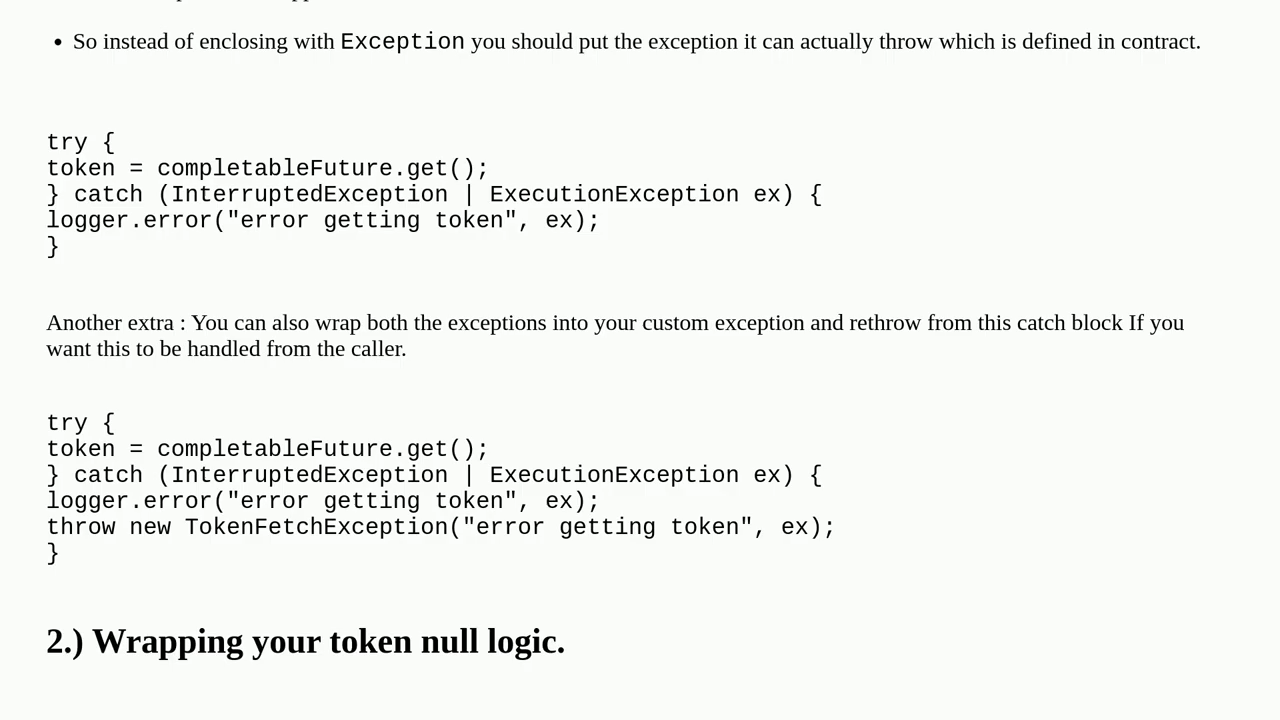 • So instead of enclosing with Exception you should put the exception it can actually throw which is defined in contract.
try {
token = completableFuture.get();
} catch (InterruptedException | ExecutionException ex) {
logger.error("error getting token", ex);
}
Another extra : You can also wrap both the exceptions into your custom exception and rethrow from this catch block If you
want this to be handled from the caller.
try {
token = completableFuture.get();
} catch (InterruptedException | ExecutionException ex) {
logger.error("error getting token", ex);
throw new TokenFetchException("error getting token", ex);
}
2.) Wrapping your token null logic.